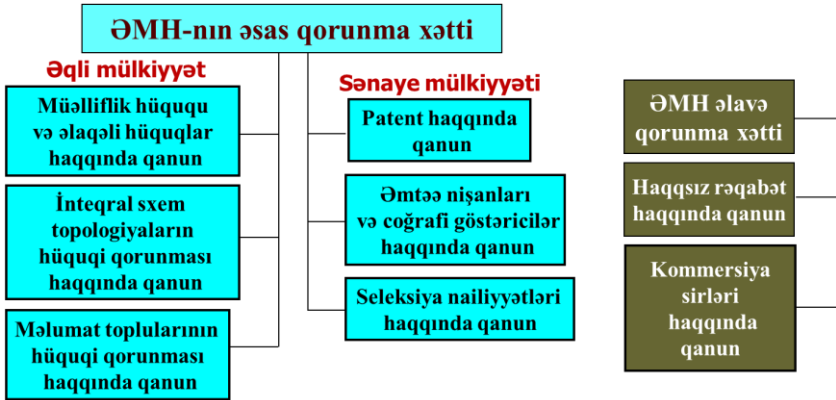 ƏMH-nın əsas qorunma xətti
Əqli mülkiyyət
Müəlliflik hüququ
və əlaqəli hüquqlar
haqqında qanun
İnteqral sxem
topologiyaların
hüquqi qorunması
haqqında qanun
Məlumat toplularının
hüquqi qorunması
haqqında qanun
Sənaye mülkiyyəti
Patent haqqında
qanun
Əmtəə nişanları
və coğrafi göstəricilər
haqqında qanun
Seleksiya nailiyyətləri
haqqında qanun
ƏMH əlavə
qorunma xətti
Haqqsız rəqabət
haqqında qanun
Kommersiya
sirləri
haqqında
qanun